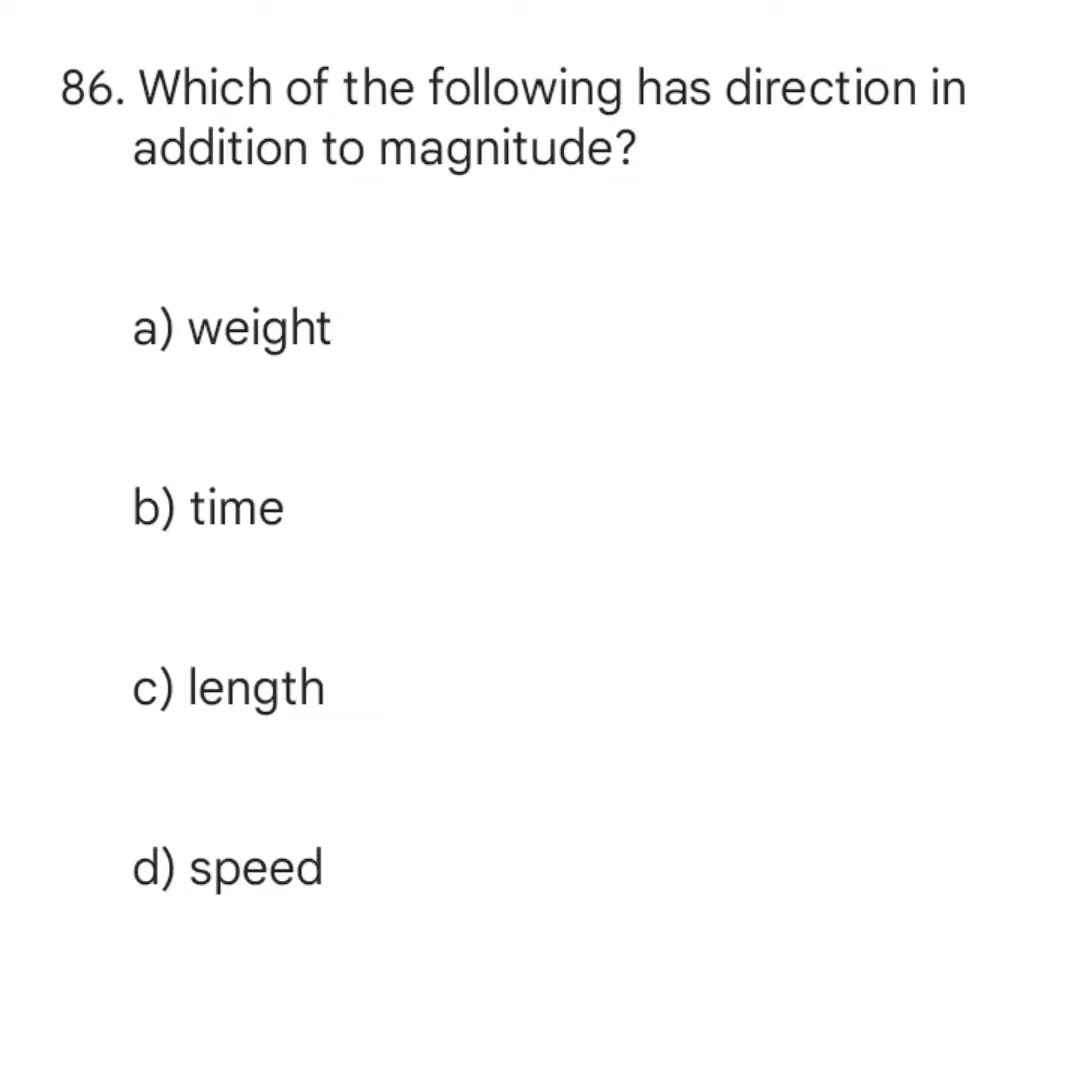 86. Which of the following has direction in
addition to magnitude?
a) weight
b) time
c) length
d) speed